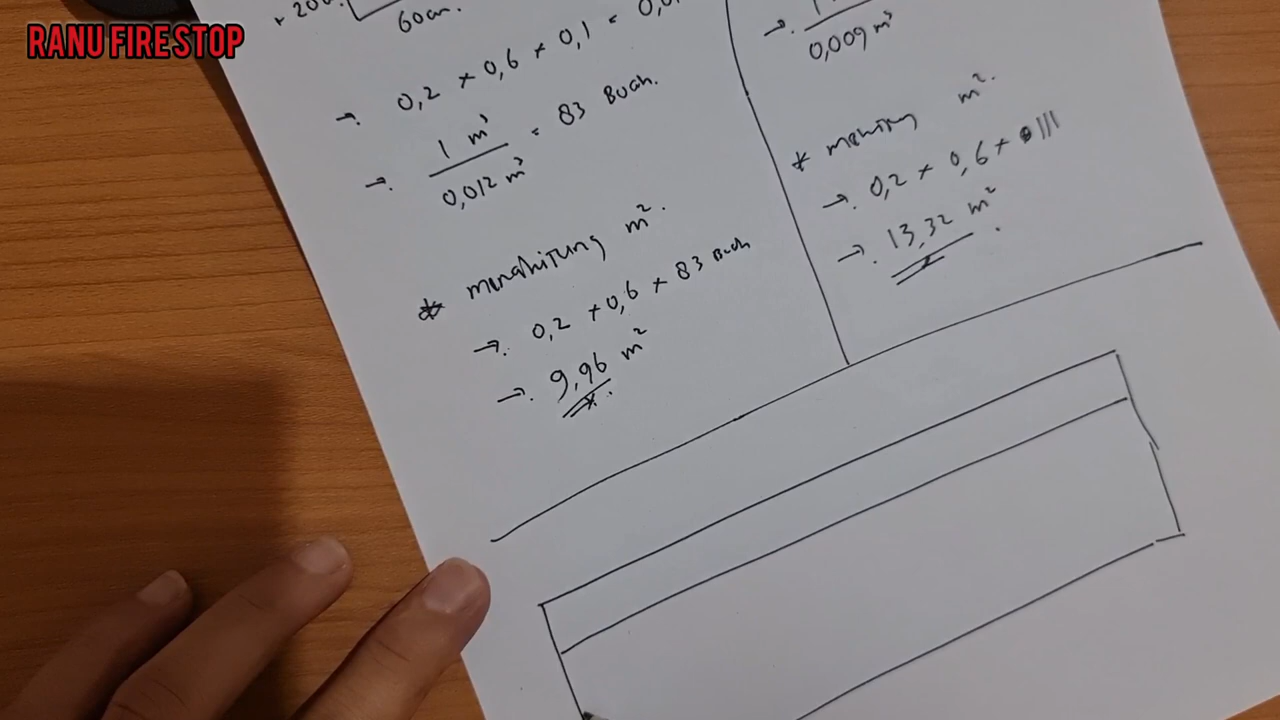 RANU FIRE STOP
60cm.
→ 0,2 × 0,6 × 0,1 =
→ 1 m³ = 83 Buah.
0,012 m³
* menghitung m².
→ 0,2 × 0,6 × 83 Buah
→ 9,96 m²
0,009 m³
m².
→ 0,2 × 0,6 × 111
→ 13,32 m²